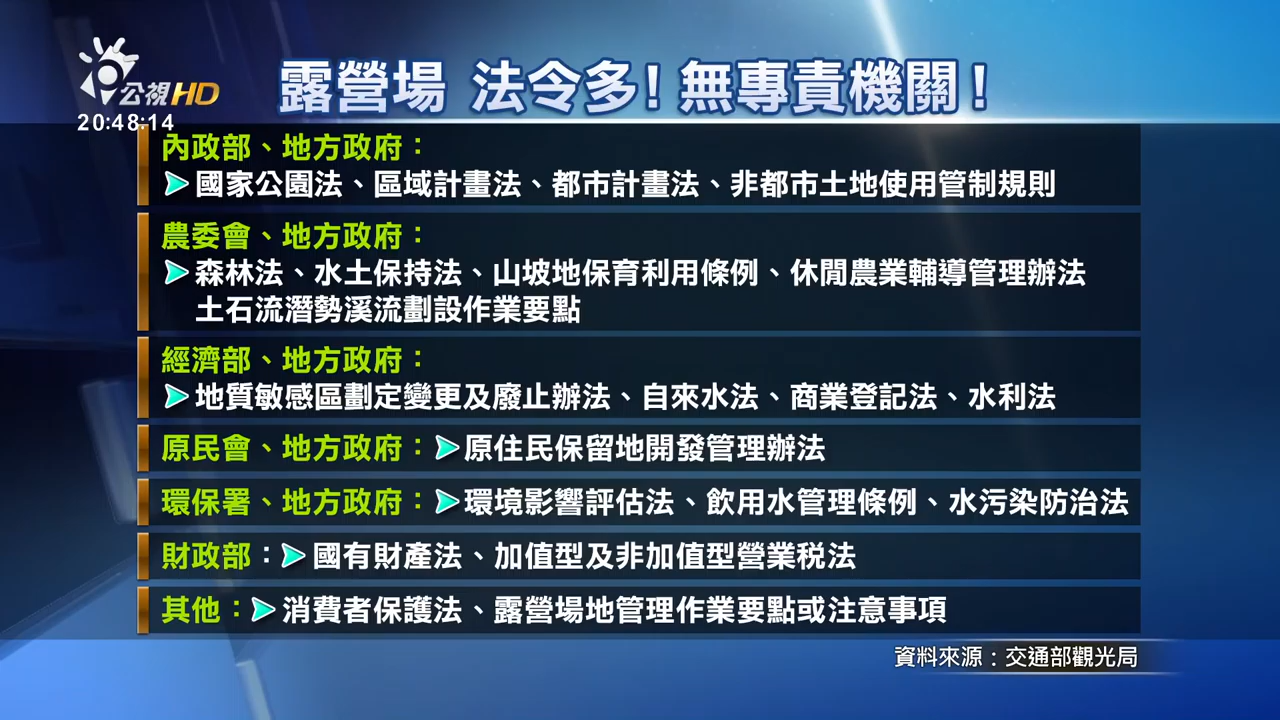 公視HD
20:48:14
露營場 法令多!無專責機關!
內政部、地方政府：
國家公園法、區域計畫法、都市計畫法、非都市土地使用管制規則
農委會、地方政府：
森林法、水土保持法、山坡地保育利用條例、休閒農業輔導管理辦法
土石流潛勢溪流劃設作業要點
經濟部、地方政府：
地質敏感區劃定變更及廢止辦法、自來水法、商業登記法、水利法
原民會、地方政府：➤原住民保留地開發管理辦法
環保署、地方政府：➤環境影響評估法、飲用水管理條例、水污染防治法
財政部：➤國有財產法、加值型及非加值型營業稅法
其他：➤消費者保護法、露營場地管理作業要點或注意事項
資料來源：交通部觀光局